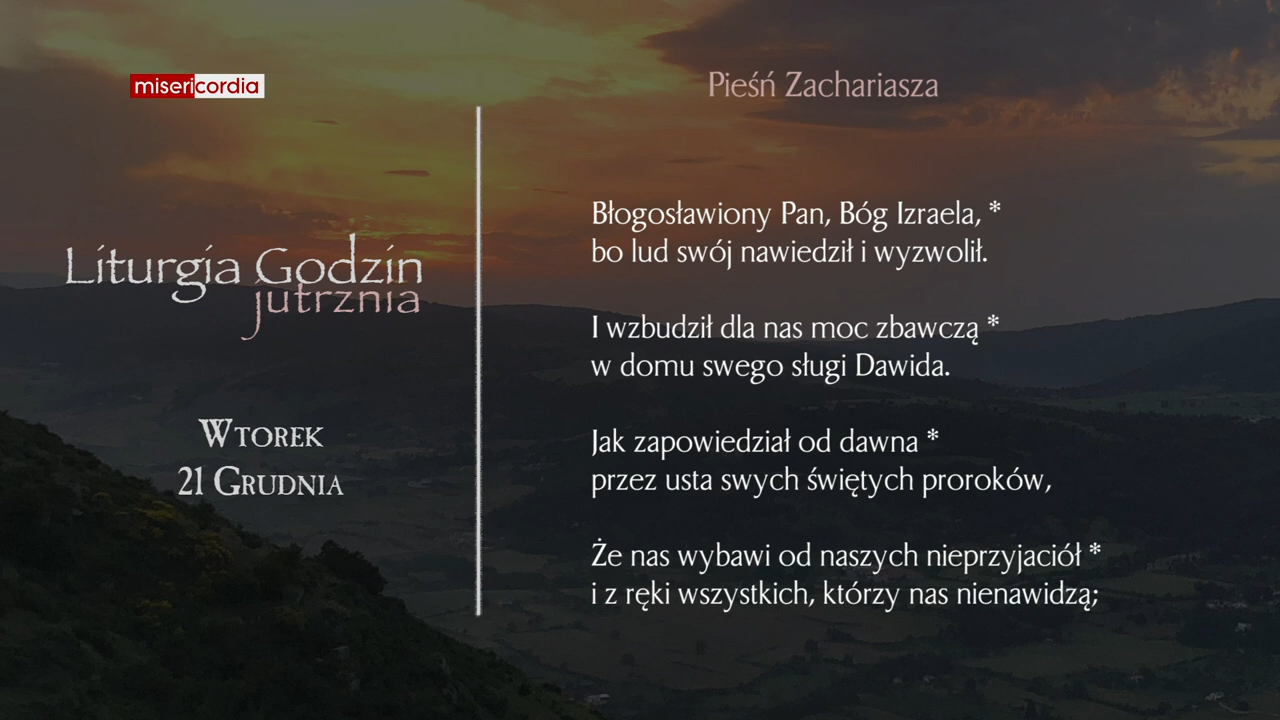 misericordia
Liturgia Godzin
jutrznia
Wtorek
21 Grudnia
Pieśń Zachariasza
Błogosławiony Pan, Bóg Izraela, *
bo lud swój nawiedził i wyzwolił.
I wzbudził dla nas moc zbawczą *
w domu swego sługi Dawida.
Jak zapowiedział od dawna *
przez usta swych świętych proroków,
Że nas wybawi od naszych nieprzyjaciół *
i z ręki wszystkich, którzy nas nienawidzą;